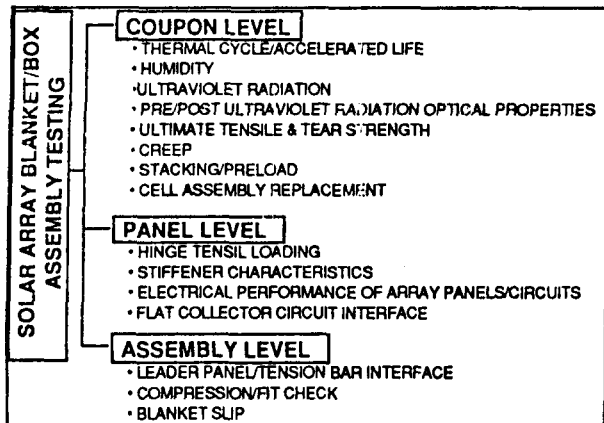 SOLAR ARRAY BLANKET/BOX
ASSEMBLY TESTING
COUPON LEVEL
• THERMAL CYCLE/ACCELERATED LIFE
• HUMIDITY
• ULTRAVIOLET RADIATION
• PRE/POST ULTRAVIOLET RADIATION OPTICAL PROPERTIES
• ULTIMATE TENSILE & TEAR STRENGTH
• CREEP
• STACKING/PRELOAD
• CELL ASSEMBLY REPLACEMENT
PANEL LEVEL
• HINGE TENSIL LOADING
• STIFFENER CHARACTERISTICS
• ELECTRICAL PERFORMANCE OF ARRAY PANELS/CIRCUITS
• FLAT COLLECTOR CIRCUIT INTERFACE
ASSEMBLY LEVEL
• LEADER PANEL/TENSION BAR INTERFACE
• COMPRESSION/FIT CHECK
• BLANKET SLIP